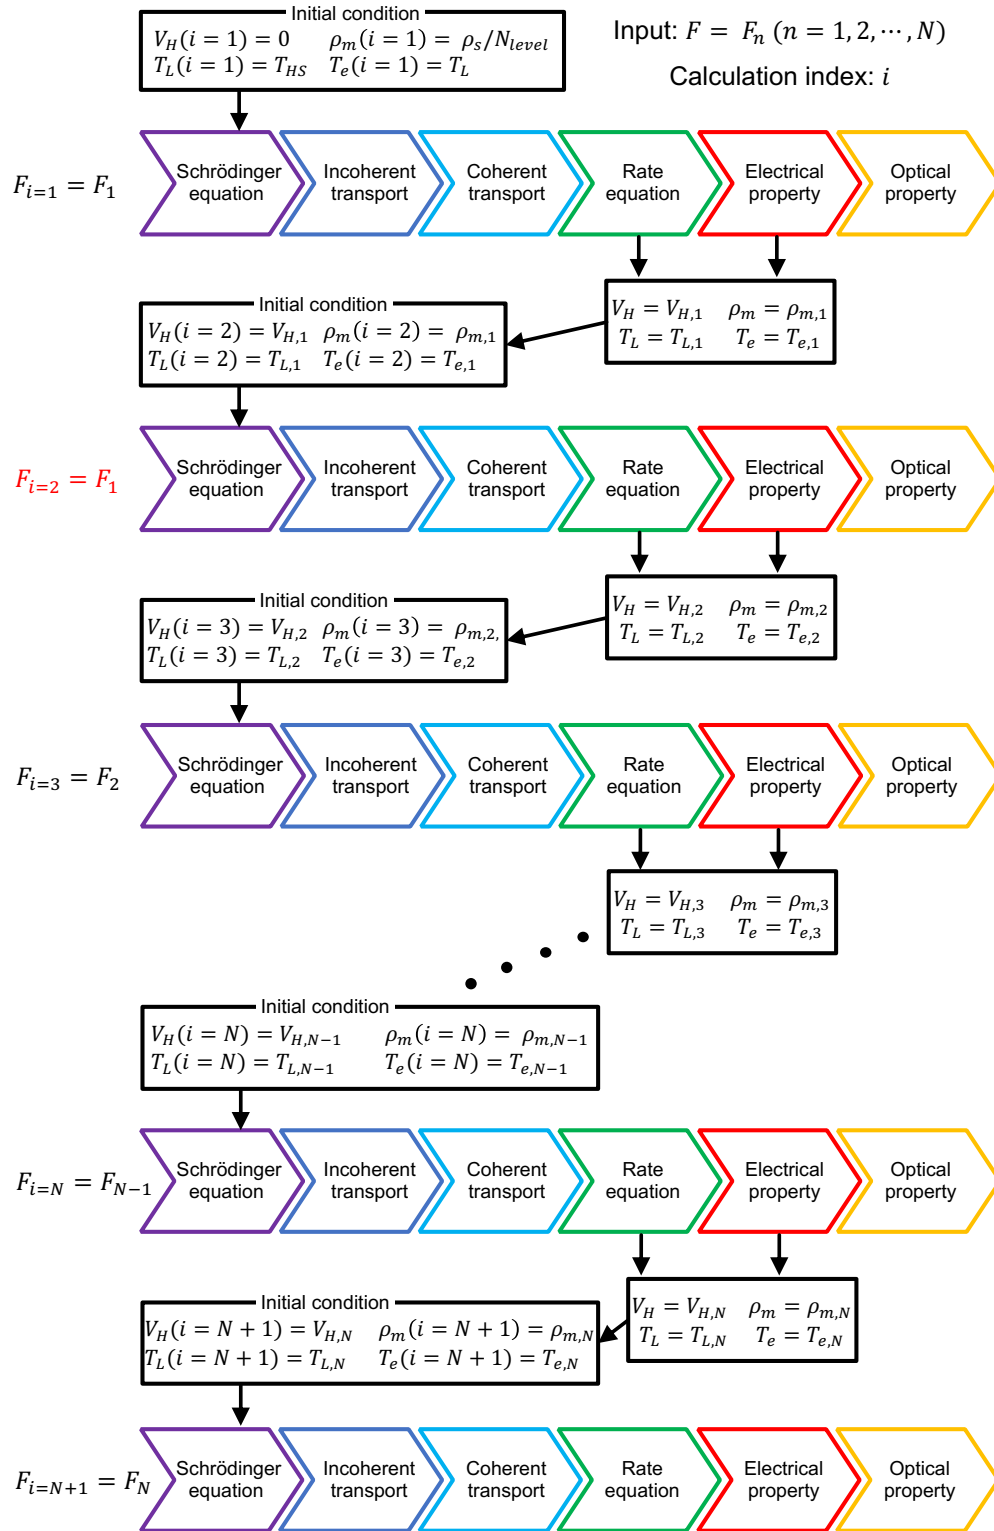 Initial condition
V_H(i = 1) = 0 ρ_m(i = 1) = ρ_s/N_level
T_L(i = 1) = T_HS T_e(i = 1) = T_L
Input: F = F_n (n = 1, 2, ⋯, N)
Calculation index: i
F_{i=1} = F_1
Schrödinger equation
Incoherent transport
Coherent transport
Rate equation
Electrical property
Optical property
V_H = V_{H,1} ρ_m = ρ_{m,1}
T_L = T_{L,1} T_e = T_{e,1}
Initial condition
V_H(i = 2) = V_{H,1} ρ_m(i = 2) = ρ_{m,1}
T_L(i = 2) = T_{L,1} T_e(i = 2) = T_{e,1}
F_{i=2} = F_1
Schrödinger equation
Incoherent transport
Coherent transport
Rate equation
Electrical property
Optical property
V_H = V_{H,2} ρ_m = ρ_{m,2}
T_L = T_{L,2} T_e = T_{e,2}
Initial condition
V_H(i = 3) = V_{H,2} ρ_m(i = 3) = ρ_{m,2,}
T_L(i = 3) = T_{L,2} T_e(i = 3) = T_{e,2}
F_{i=3} = F_2
Schrödinger equation
Incoherent transport
Coherent transport
Rate equation
Electrical property
Optical property
V_H = V_{H,3} ρ_m = ρ_{m,3}
T_L = T_{L,3} T_e = T_{e,3}
Initial condition
V_H(i = N) = V_{H,N−1} ρ_m(i = N) = ρ_{m,N−1}
T_L(i = N) = T_{L,N−1} T_e(i = N) = T_{e,N−1}
F_{i=N} = F_{N−1}
Schrödinger equation
Incoherent transport
Coherent transport
Rate equation
Electrical property
Optical property
V_H = V_{H,N} ρ_m = ρ_{m,N}
T_L = T_{L,N} T_e = T_{e,N}
Initial condition
V_H(i = N + 1) = V_{H,N} ρ_m(i = N + 1) = ρ_{m,N}
T_L(i = N + 1) = T_{L,N} T_e(i = N + 1) = T_{e,N}
F_{i=N+1} = F_N
Schrödinger equation
Incoherent transport
Coherent transport
Rate equation
Electrical property
Optical property